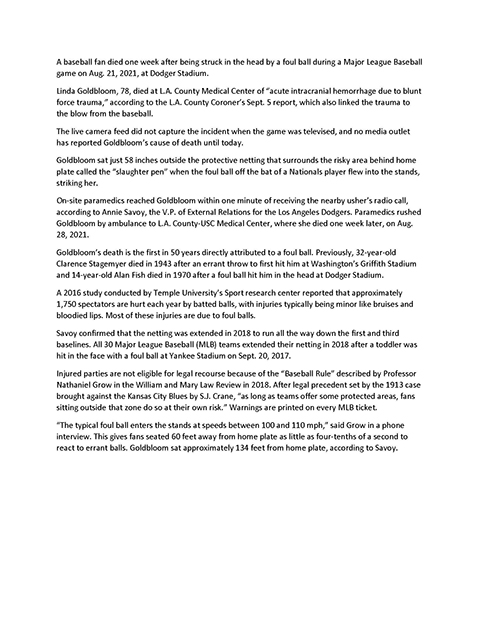 A baseball fan died one week after being struck in the head by a foul ball during a Major League Baseball
game on Aug. 21, 2021, at Dodger Stadium.
Linda Goldbloom, 78, died at L.A. County Medical Center of "acute intracranial hemorrhage due to blunt
force trauma," according to the L.A. County Coroner's Sept. 5 report, which also linked the trauma to
the blow from the baseball.
The live camera feed did not capture the incident when the game was televised, and no media outlet
has reported Goldbloom's cause of death until today.
Goldbloom sat just 58 inches outside the protective netting that surrounds the risky area behind home
plate called the "slaughter pen" when the foul ball off the bat of a Nationals player flew into the stands,
striking her.
On-site paramedics reached Goldbloom within one minute of receiving the nearby usher's radio call,
according to Annie Savoy, the V.P. of External Relations for the Los Angeles Dodgers. Paramedics rushed
Goldbloom by ambulance to L.A. County-USC Medical Center, where she died one week later, on Aug.
28, 2021.
Goldbloom's death is the first in 50 years directly attributed to a foul ball. Previously, 32-year-old
Clarence Stagemyer died in 1943 after an errant throw to first hit him at Washington's Griffith Stadium
and 14-year-old Alan Fish died in 1970 after a foul ball hit him in the head at Dodger Stadium.
A 2016 study conducted by Temple University's Sport research center reported that approximately
1,750 spectators are hurt each year by batted balls, with injuries typically being minor like bruises and
bloodied lips. Most of these injuries are due to foul balls.
Savoy confirmed that the netting was extended in 2018 to run all the way down the first and third
baselines. All 30 Major League Baseball (MLB) teams extended their netting in 2018 after a toddler was
hit in the face with a foul ball at Yankee Stadium on Sept. 20, 2017.
Injured parties are not eligible for legal recourse because of the "Baseball Rule" described by Professor
Nathaniel Grow in the William and Mary Law Review in 2018. After legal precedent set by the 1913 case
brought against the Kansas City Blues by S.J. Crane, "as long as teams offer some protected areas, fans
sitting outside that zone do so at their own risk." Warnings are printed on every MLB ticket.
"The typical foul ball enters the stands at speeds between 100 and 110 mph," said Grow in a phone
interview. This gives fans seated 60 feet away from home plate as little as four-tenths of a second to
react to errant balls. Goldbloom sat approximately 134 feet from home plate, according to Savoy.